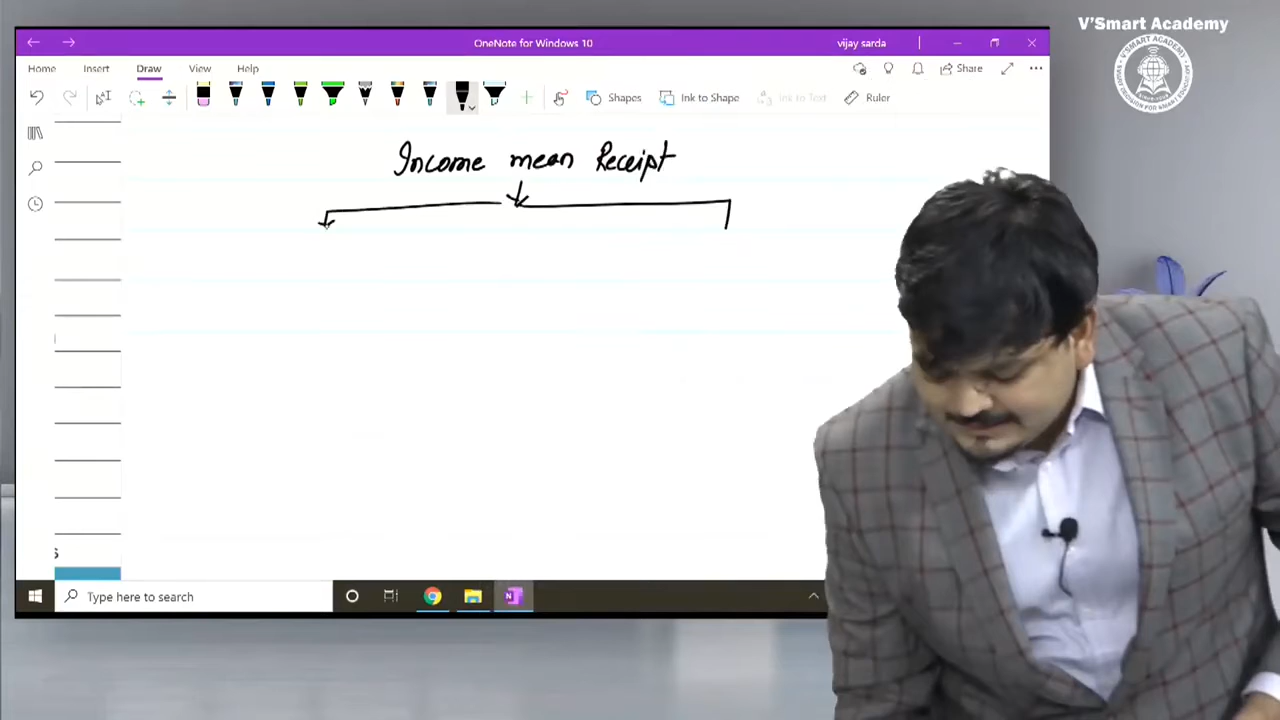 V'Smart Academy
OneNote for Windows 10
vijay sarda
Home Insert Draw View Help
Share
Shapes Ink to Shape Ink to Text Ruler
Income mean Receipt
s
Type here to search